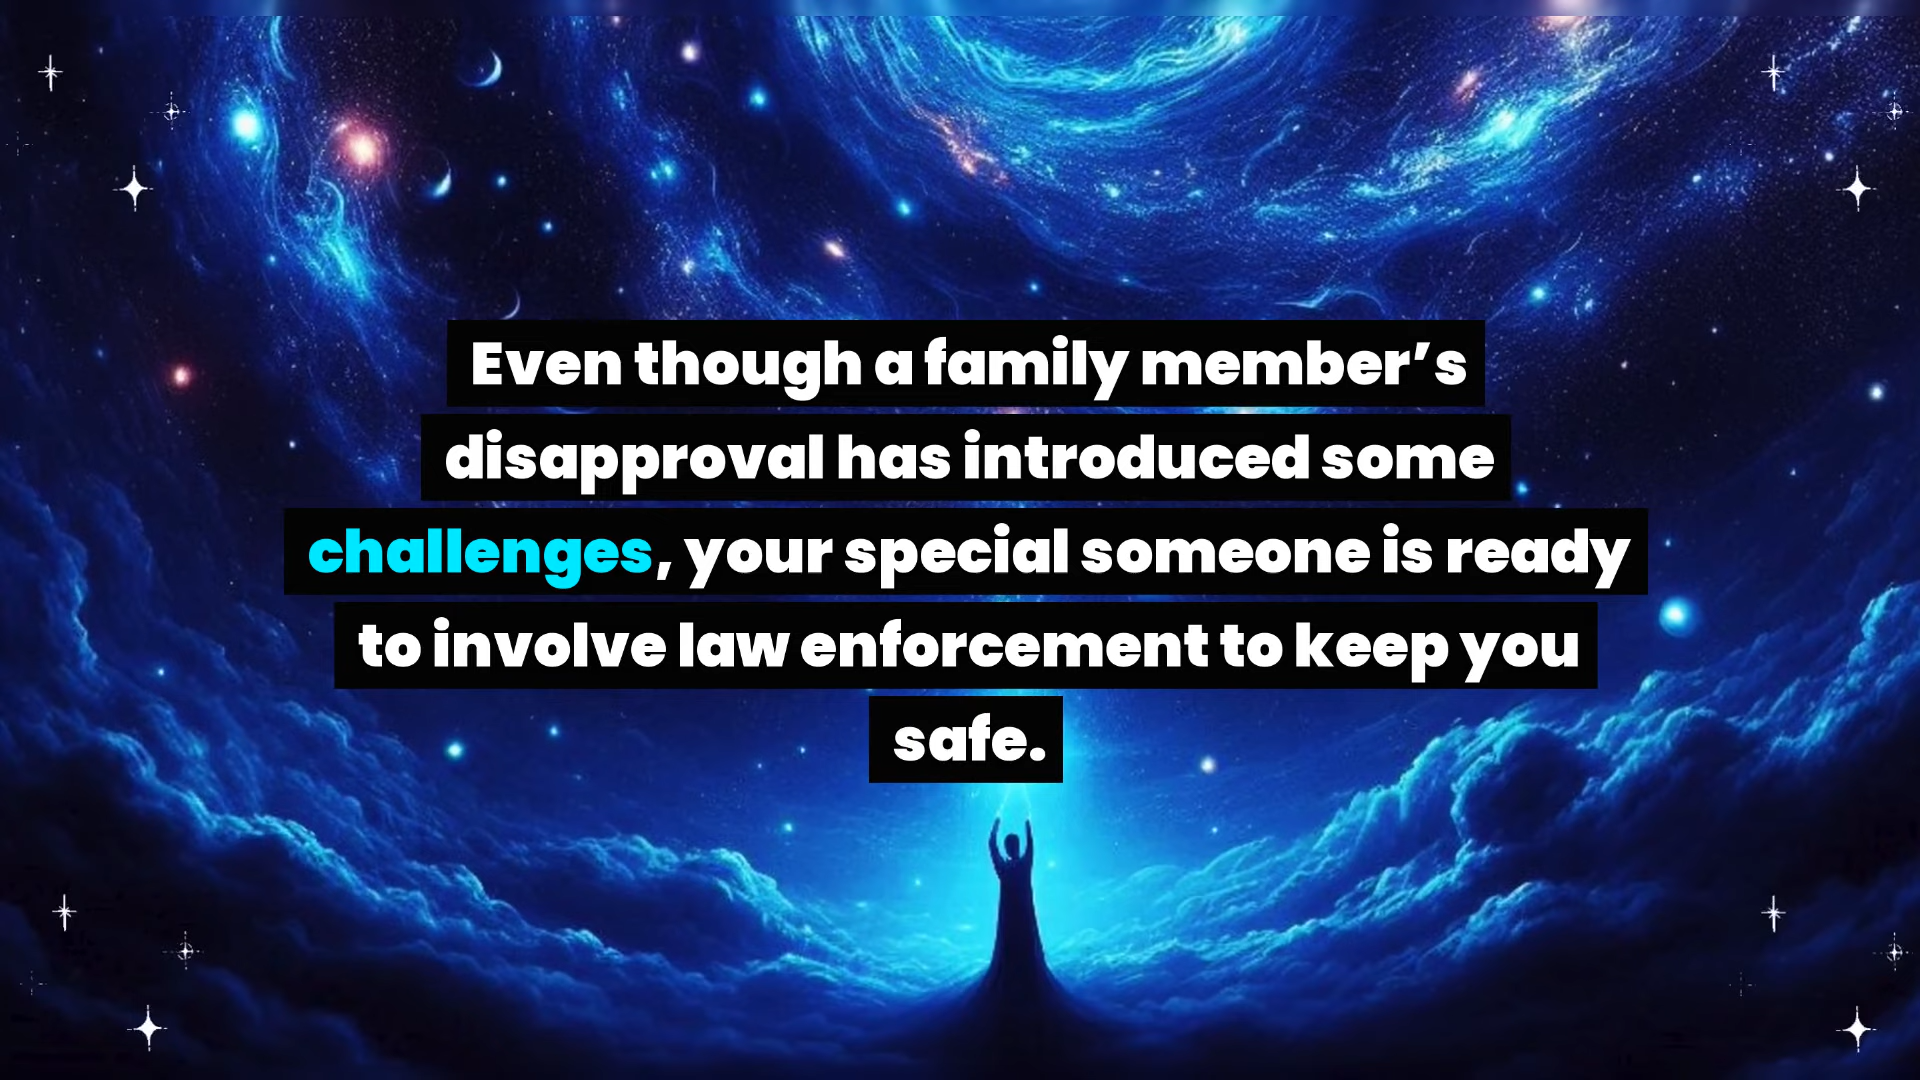 Even though a family member’s
disapproval has introduced some
challenges, your special someone is ready
to involve law enforcement to keep you
safe.